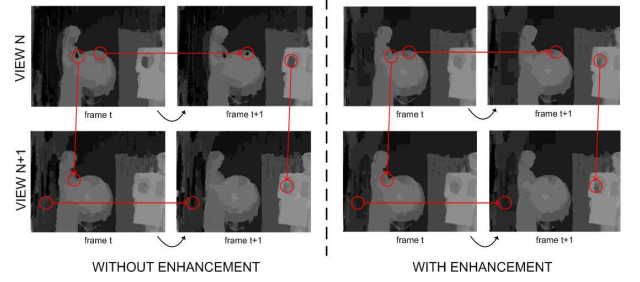 VIEW N
frame t
frame t+1
frame t
frame t+1
VIEW N+1
frame t
frame t+1
frame t
frame t+1
WITHOUT ENHANCEMENT
WITH ENHANCEMENT